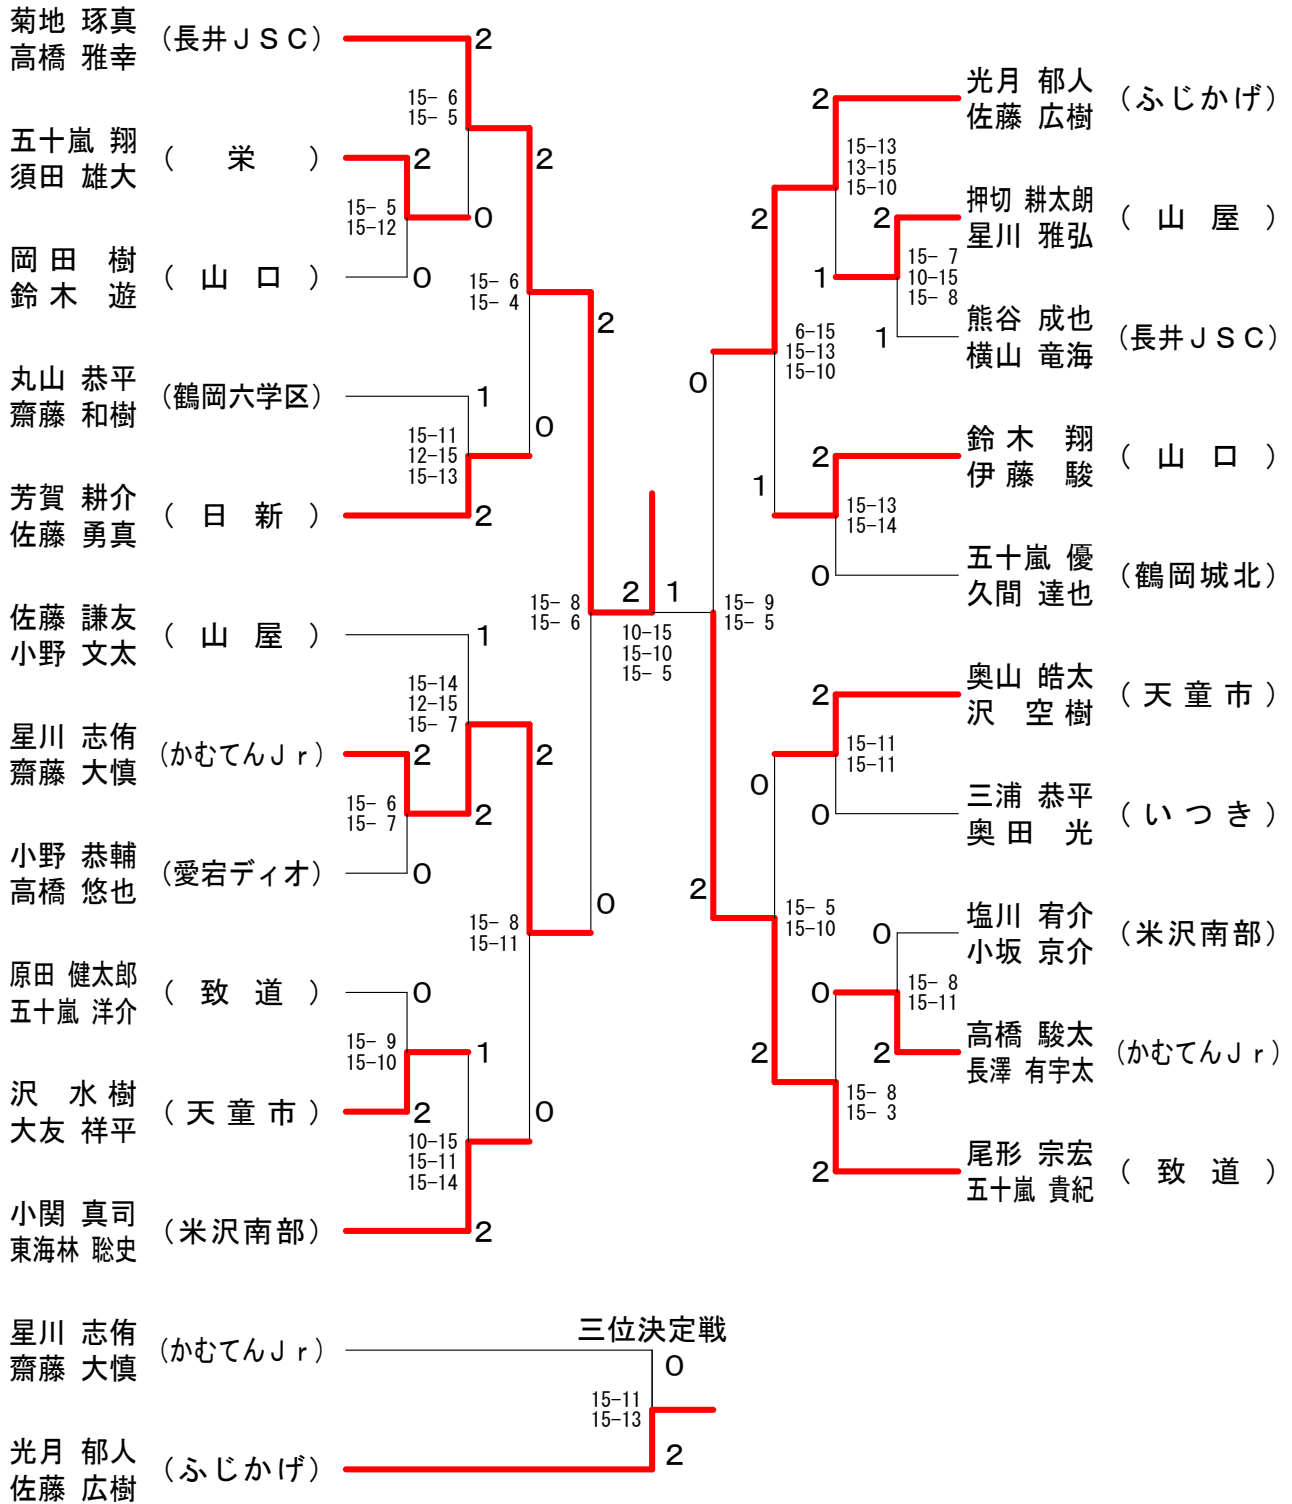 菊地 琢真
高橋 雅幸
（長井ＪＳＣ）
2
15- 6
15- 5
五十嵐 翔
須田 雄大
（　栄　）
2
0
15- 5
15-12
岡田　樹
鈴木　遊
（山口）
0
2
15- 6
15- 4
丸山 恭平
齋藤 和樹
（鶴岡六学区）
1
15-11
12-15
15-13
0
芳賀 耕介
佐藤 勇真
（日新）
2
2
佐藤 謙友
小野 文太
（山屋）
1
15-14
12-15
15- 7
星川 志侑
齋藤 大慎
（かむてんＪｒ）
2
2
2
15- 6
15- 7
小野 恭輔
高橋 悠也
（愛宕ディオ）
0
15- 8
15-11
0
原田 健太郎
五十嵐 洋介
（致道）
0
15- 9
15-10
1
沢　水樹
大友 祥平
（天童市）
2
0
10-15
15-11
15-14
小関 真司
東海林 聡史
（米沢南部）
2
15- 8
15- 6
2
1
10-15
15-10
15- 5
光月 郁人
佐藤 広樹
（ふじかげ）
2
15-13
13-15
15-10
押切 耕太朗
星川 雅弘
（山屋）
2
2
1
15- 7
10-15
15- 8
熊谷 成也
横山 竜海
（長井ＪＳＣ）
1
6-15
15-13
15-10
0
鈴木　翔
伊藤　駿
（山口）
2
1
15-13
15-14
五十嵐 優
久間 達也
（鶴岡城北）
0
15- 9
15- 5
奥山 皓太
沢　空樹
（天童市）
2
15-11
15-11
0
三浦 恭平
奥田　光
（いつき）
0
2
15- 5
15-10
塩川 宥介
小坂 京介
（米沢南部）
0
15- 8
15-11
0
高橋 駿太
長澤 有宇太
（かむてんＪｒ）
2
2
15- 8
15- 3
尾形 宗宏
五十嵐 貴紀
（致道）
2
三位決定戦
星川 志侑
齋藤 大慎
（かむてんＪｒ）
0
15-11
15-13
光月 郁人
佐藤 広樹
（ふじかげ）
2